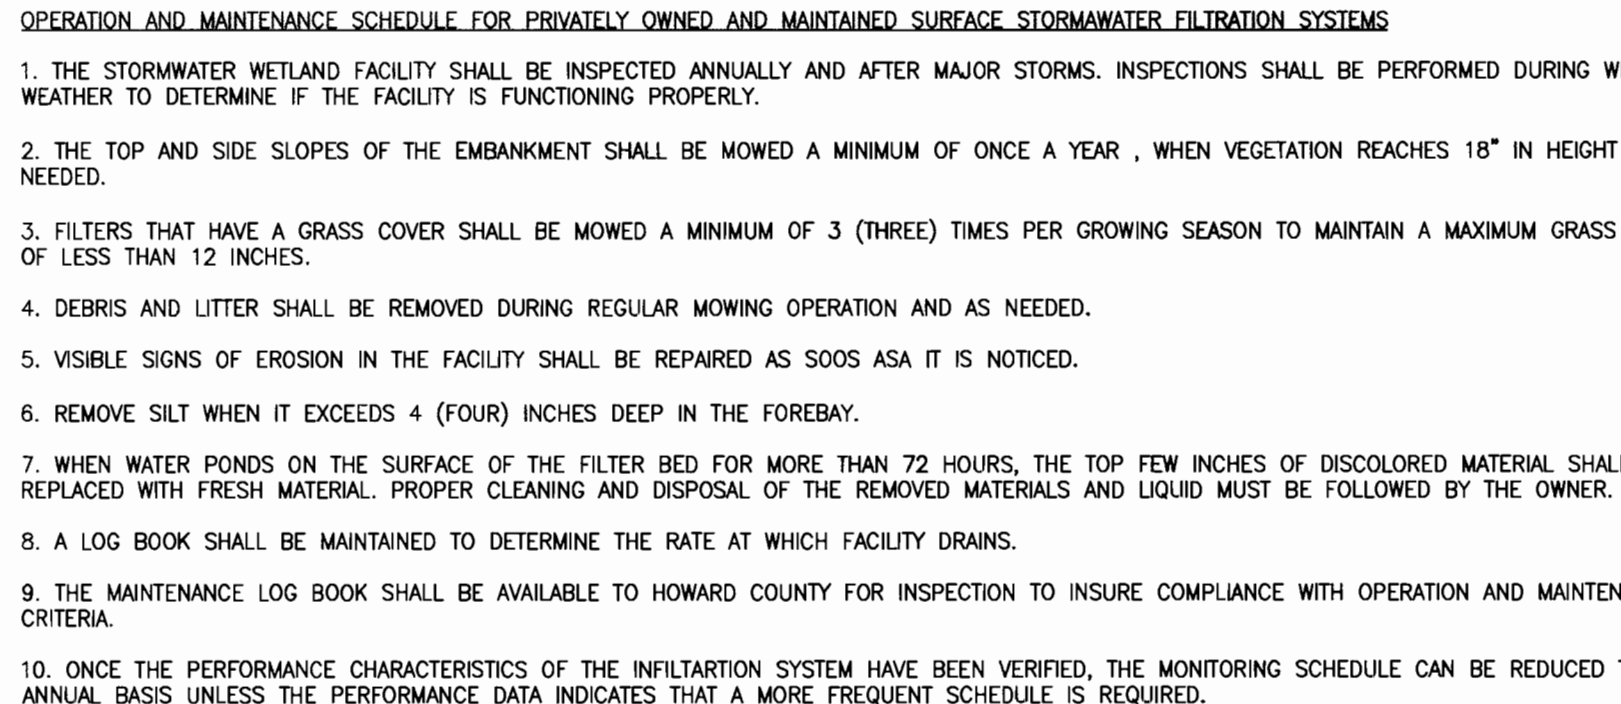 OPERATION AND MAINTENANCE SCHEDULE FOR PRIVATELY OWNED AND MAINTAINED SURFACE STORMAWATER FILTRATION SYSTEMS
1. THE STORMWATER WETLAND FACILITY SHALL BE INSPECTED ANNUALLY AND AFTER MAJOR STORMS. INSPECTIONS SHALL BE PERFORMED DURING
WEATHER TO DETERMINE IF THE FACILITY IS FUNCTIONING PROPERLY.
2. THE TOP AND SIDE SLOPES OF THE EMBANKMENT SHALL BE MOWED A MINIMUM OF ONCE A YEAR , WHEN VEGETATION REACHES 18" IN HEIGHT
NEEDED.
3. FILTERS THAT HAVE A GRASS COVER SHALL BE MOWED A MINIMUM OF 3 (THREE) TIMES PER GROWING SEASON TO MAINTAIN A MAXIMUM GRASS
OF LESS THAN 12 INCHES.
4. DEBRIS AND LITTER SHALL BE REMOVED DURING REGULAR MOWING OPERATION AND AS NEEDED.
5. VISIBLE SIGNS OF EROSION IN THE FACILITY SHALL BE REPAIRED AS SOOS ASA IT IS NOTICED.
6. REMOVE SILT WHEN IT EXCEEDS 4 (FOUR) INCHES DEEP IN THE FOREBAY.
7. WHEN WATER PONDS ON THE SURFACE OF THE FILTER BED FOR MORE THAN 72 HOURS, THE TOP FEW INCHES OF DISCOLORED MATERIAL
REPLACED WITH FRESH MATERIAL. PROPER CLEANING AND DISPOSAL OF THE REMOVED MATERIALS AND LIQUID MUST BE FOLLOWED BY THE OWNER.
8. A LOG BOOK SHALL BE MAINTAINED TO DETERMINE THE RATE AT WHICH FACILITY DRAINS.
9. THE MAINTENANCE LOG BOOK SHALL BE AVAILABLE TO HOWARD COUNTY FOR INSPECTION TO INSURE COMPLIANCE WITH OPERATION AND
CRITERIA.
10. ONCE THE PERFORMANCE CHARACTERISTICS OF THE INFILTARTION SYSTEM HAVE BEEN VERIFIED, THE MONITORING SCHEDULE CAN BE REDUCED
ANNUAL BASIS UNLESS THE PERFORMANCE DATA INDICATES THAT A MORE FREQUENT SCHEDULE IS REQUIRED.